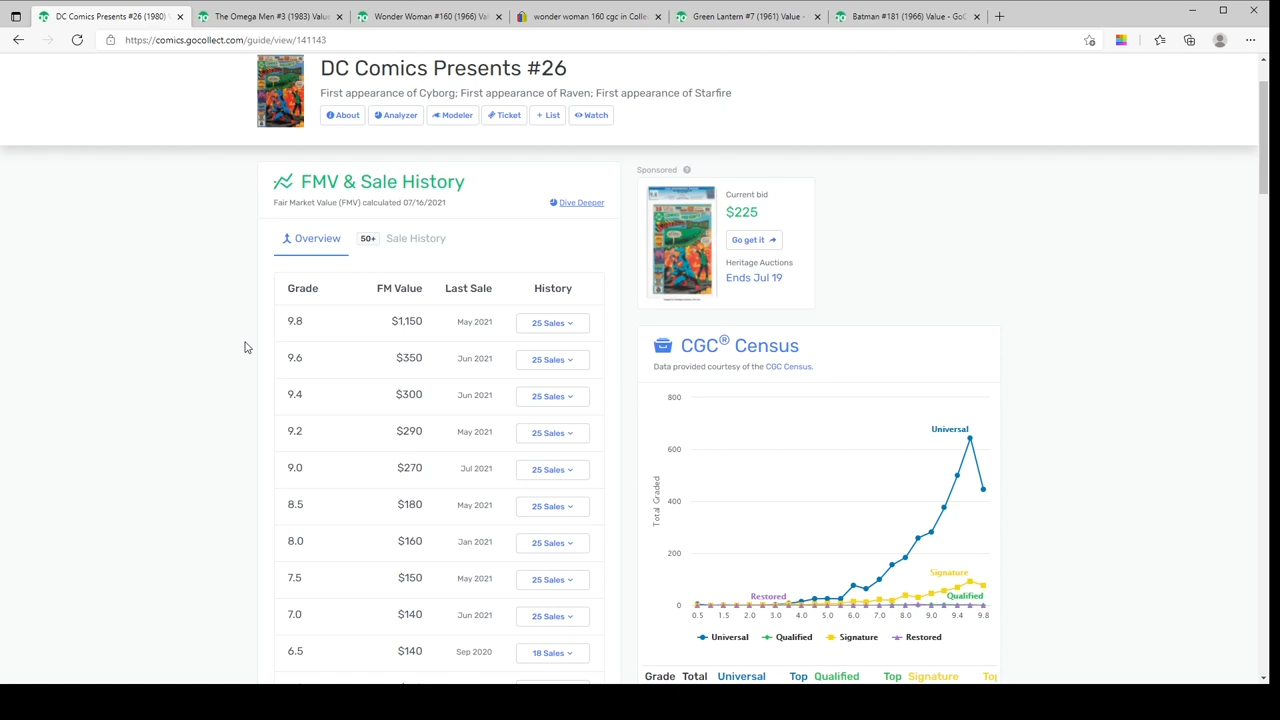 DC Comics Presents #26 (1980)
The Omega Men #3 (1983) Valu
Wonder Woman #160 (1966) Val
wonder woman 160 cgc in Collec
Green Lantern #7 (1961) Value -
Batman #181 (1966) Value - GoC
https://comics.gocollect.com/guide/view/141143
DC Comics Presents #26
First appearance of Cyborg; First appearance of Raven; First appearance of Starfire
About Analyzer Modeler Ticket + List Watch
FMV & Sale History
Fair Market Value (FMV) calculated 07/16/2021 Dive Deeper
Overview 50+ Sale History
Grade FM Value Last Sale History
9.8 $1,150 May 2021 25 Sales
9.6 $350 Jun 2021 25 Sales
9.4 $300 Jun 2021 25 Sales
9.2 $290 May 2021 25 Sales
9.0 $270 Jul 2021 25 Sales
8.5 $180 May 2021 25 Sales
8.0 $160 Jan 2021 25 Sales
7.5 $150 May 2021 25 Sales
7.0 $140 Jun 2021 25 Sales
6.5 $140 Sep 2020 18 Sales
Sponsored ?
Current bid
$225
Go get it
Heritage Auctions
Ends Jul 19
CGC® Census
Data provided courtesy of the CGC Census.
Total Graded
800
600
400
200
0
Universal
Signature
Restored
Qualified
0.5 1.5 2.0 3.0 4.0 5.0 6.0 7.0 8.0 9.0 9.4 9.8
Universal Qualified Signature Restored
Grade Total Universal Top Qualified Top Signature Top